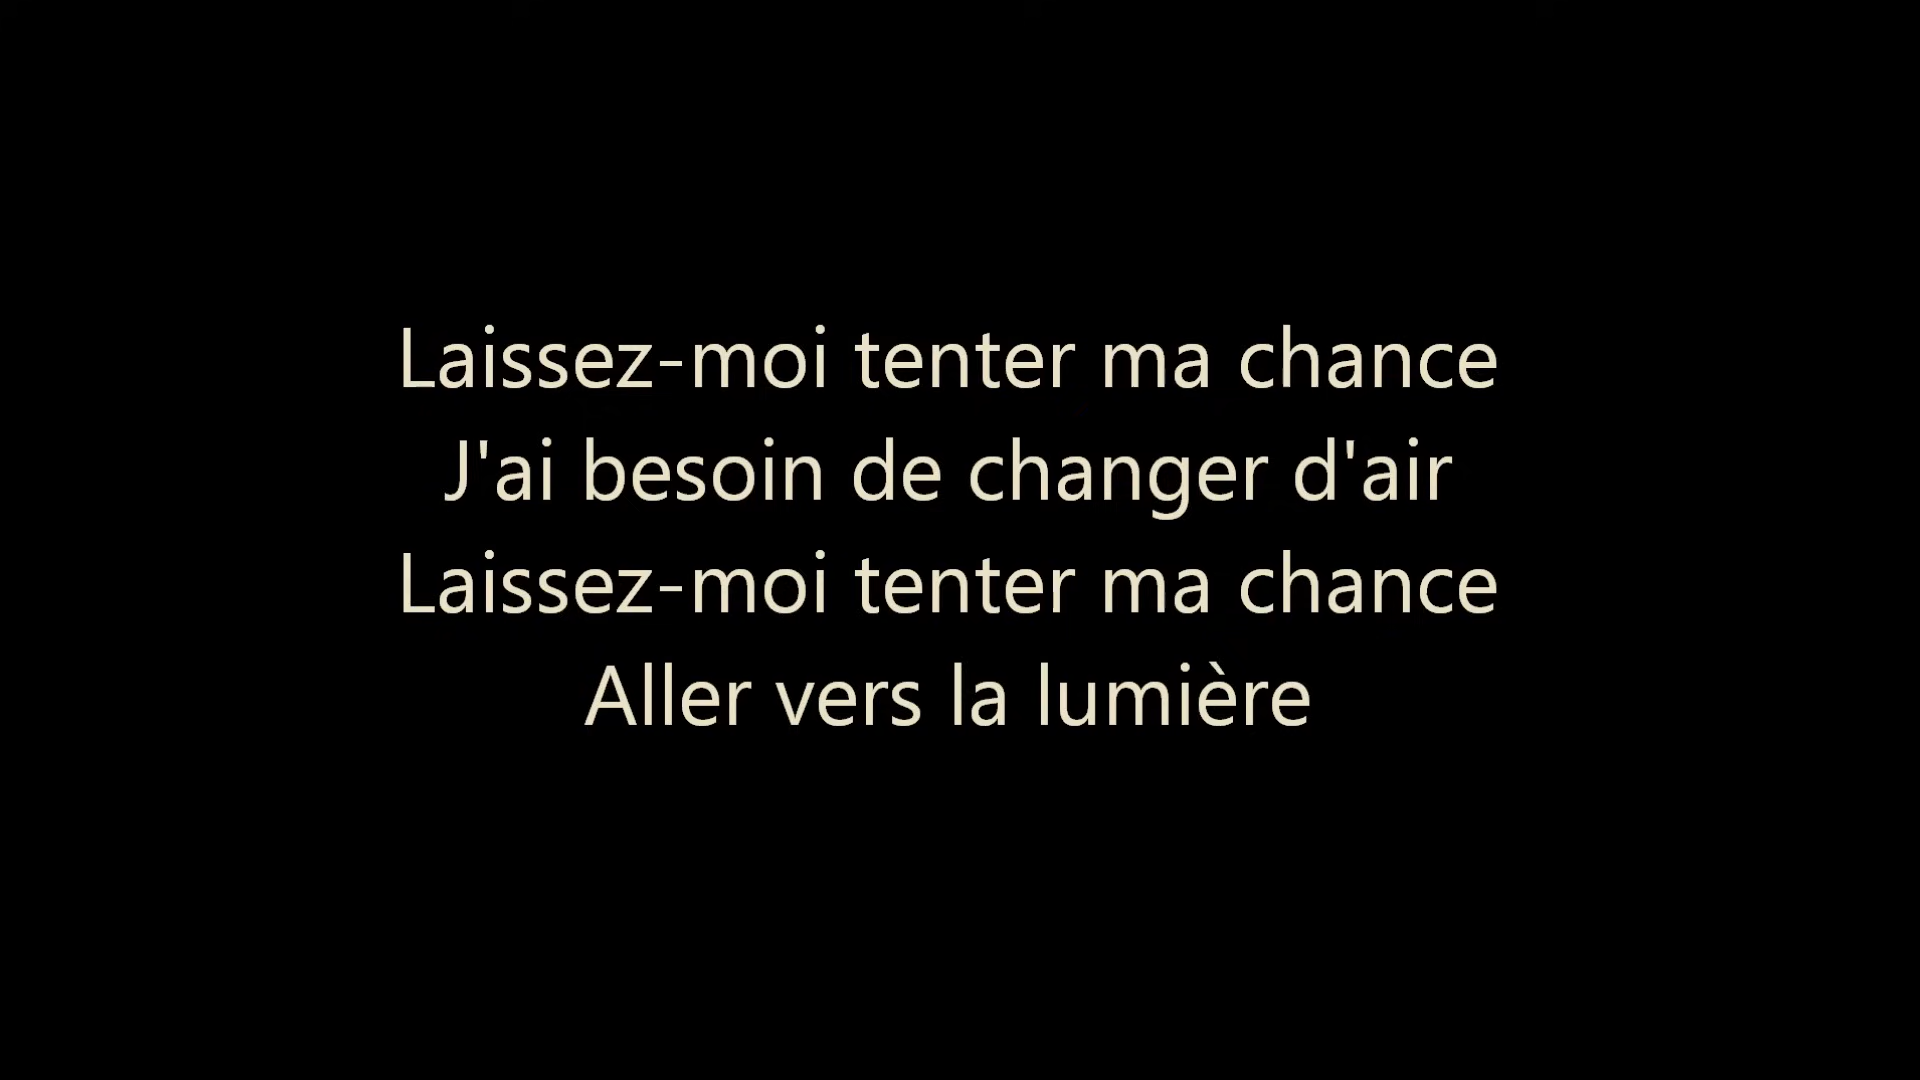 Laissez-moi tenter ma chance
J'ai besoin de changer d'air
Laissez-moi tenter ma chance
Aller vers la lumière